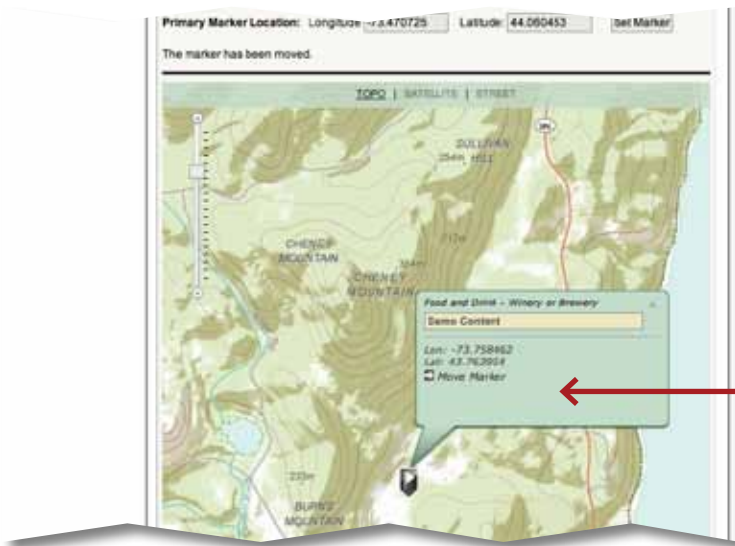 Primary Marker Location: Longitude -73.470725 Latitude: 44.060453 Set Marker
The marker has been moved.
TOPO | SATELLITE | STREET
SULLIVAN
HILL
CHENEY
MOUNTAIN
CHENEY
MOUNTAIN
Food and Drink - Winery or Brewery
Demo Content
Lon: -73.758462
Lat: 43.763914
Move Marker
BURNS
MOUNTAIN